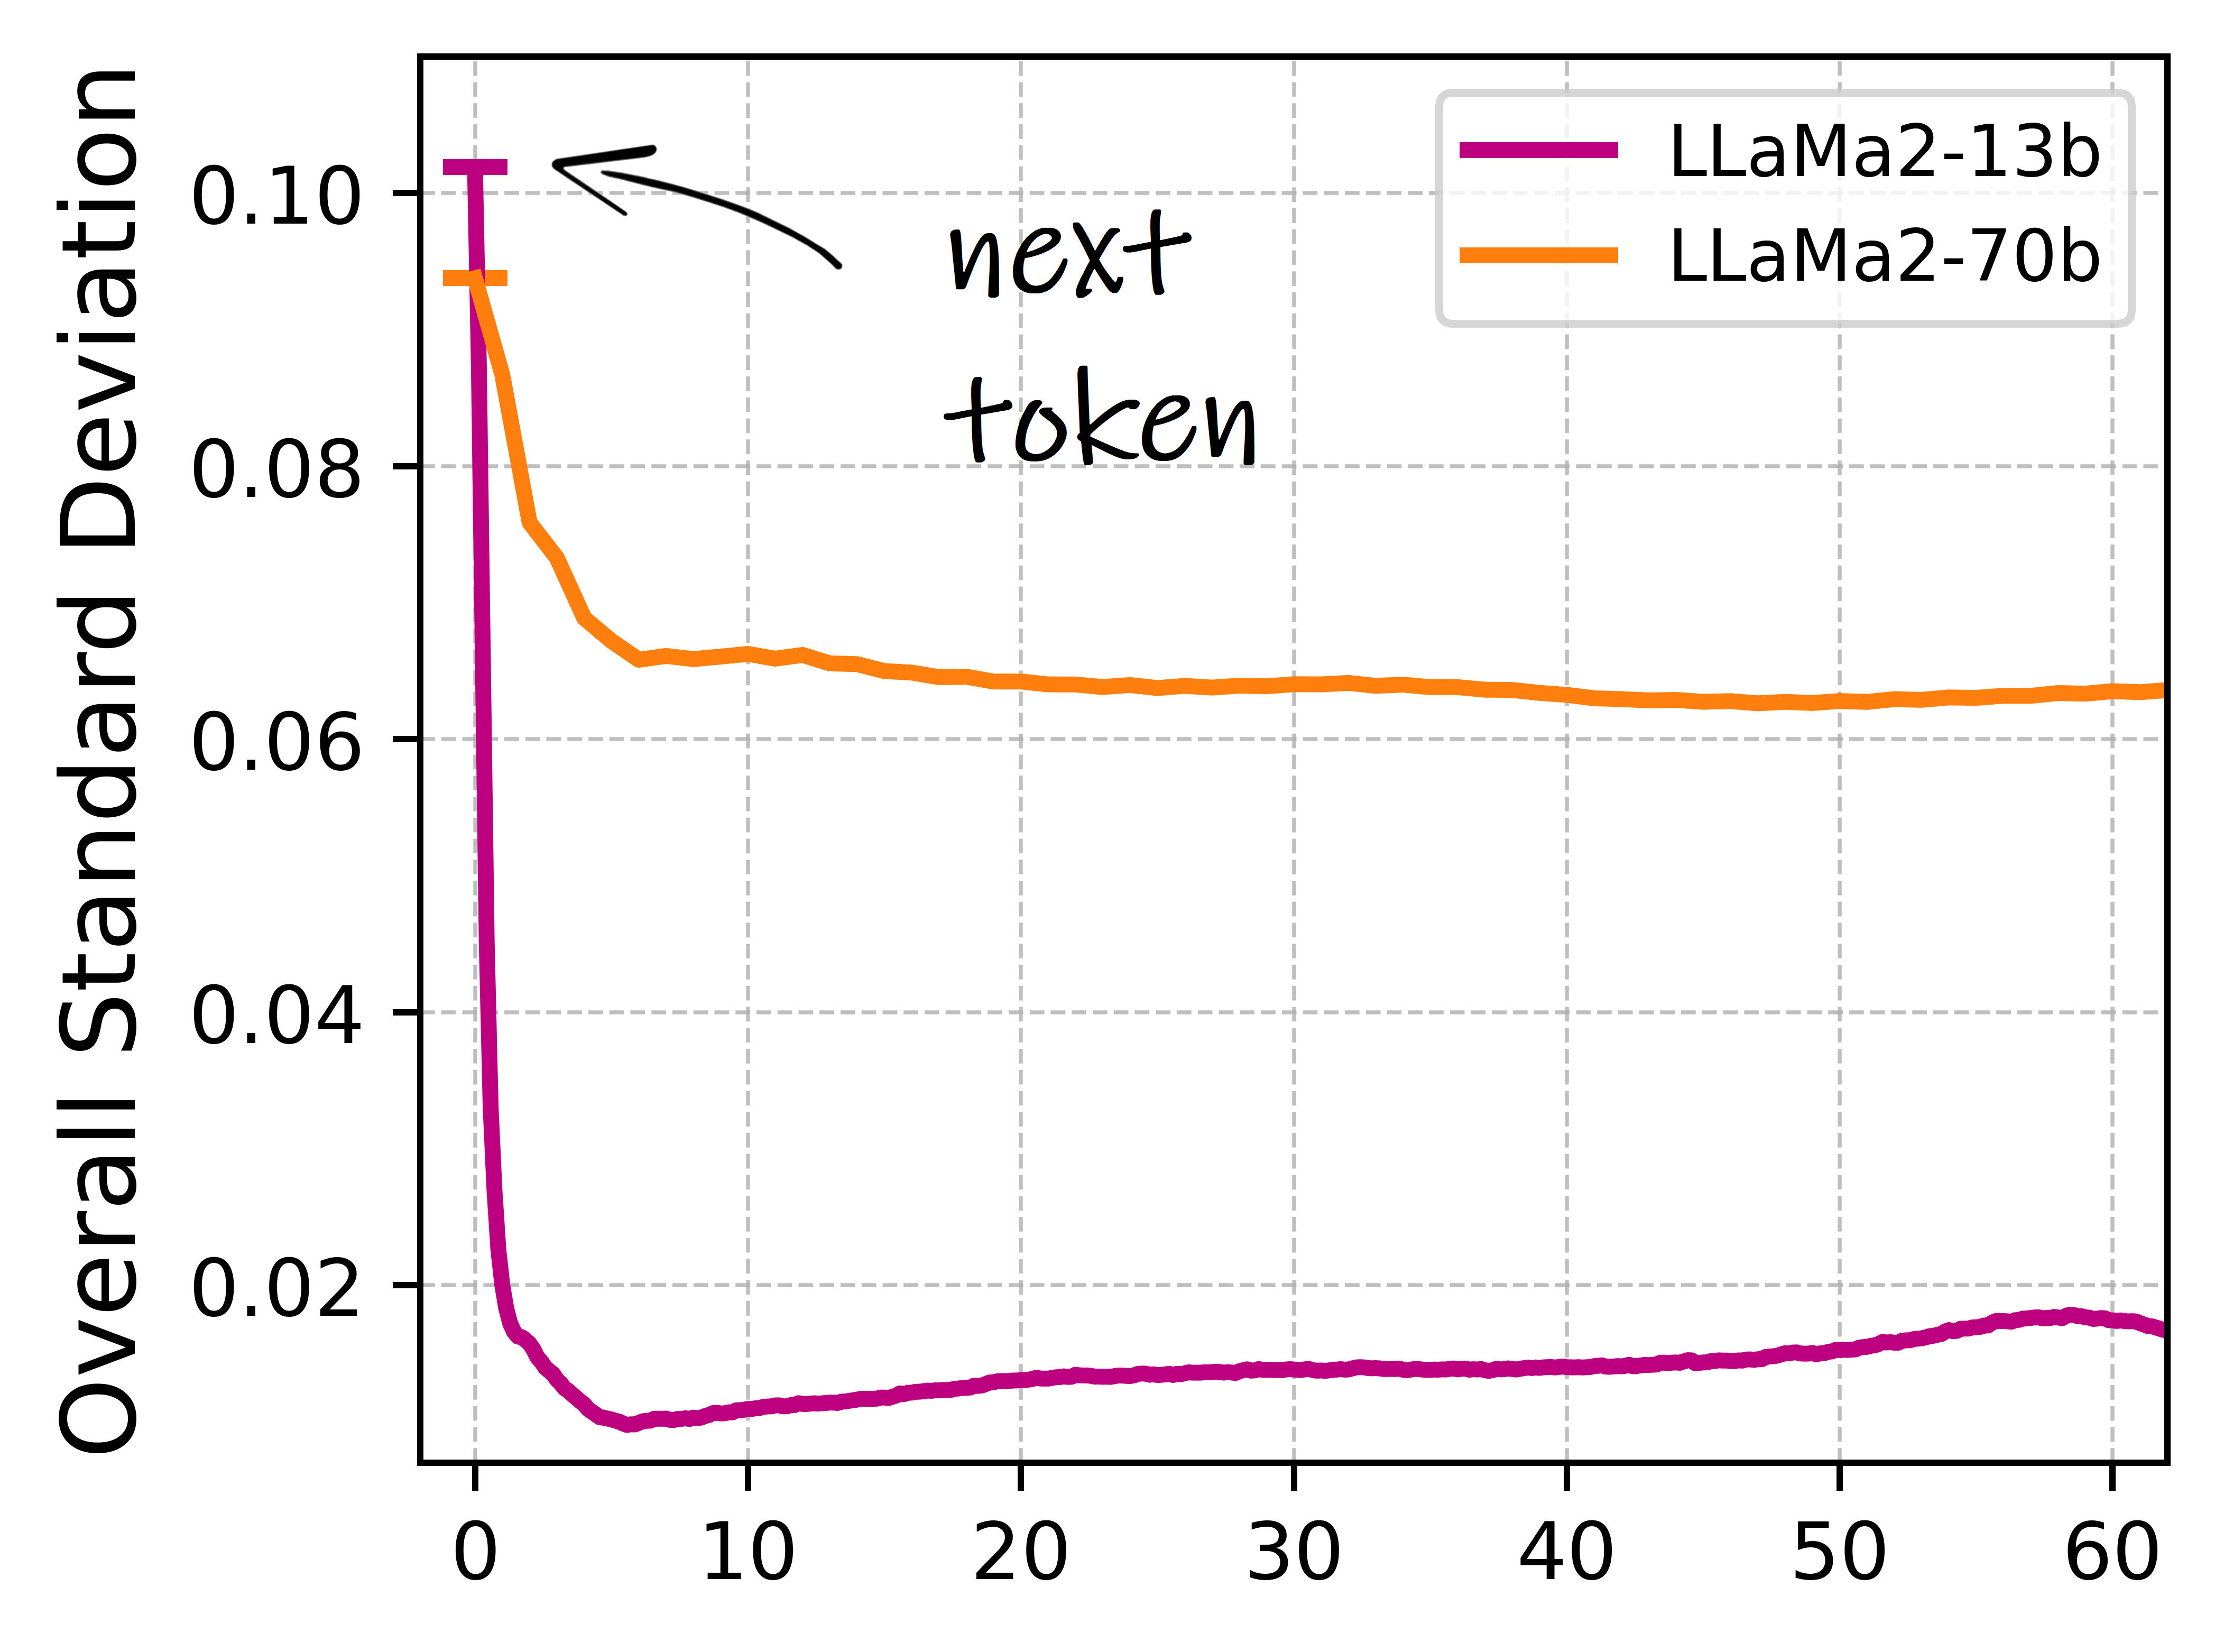 Overall Standard Deviation
0.10
0.08
0.06
0.04
0.02
0 10 20 30 40 50 60
next
token
LLaMa2-13b
LLaMa2-70b